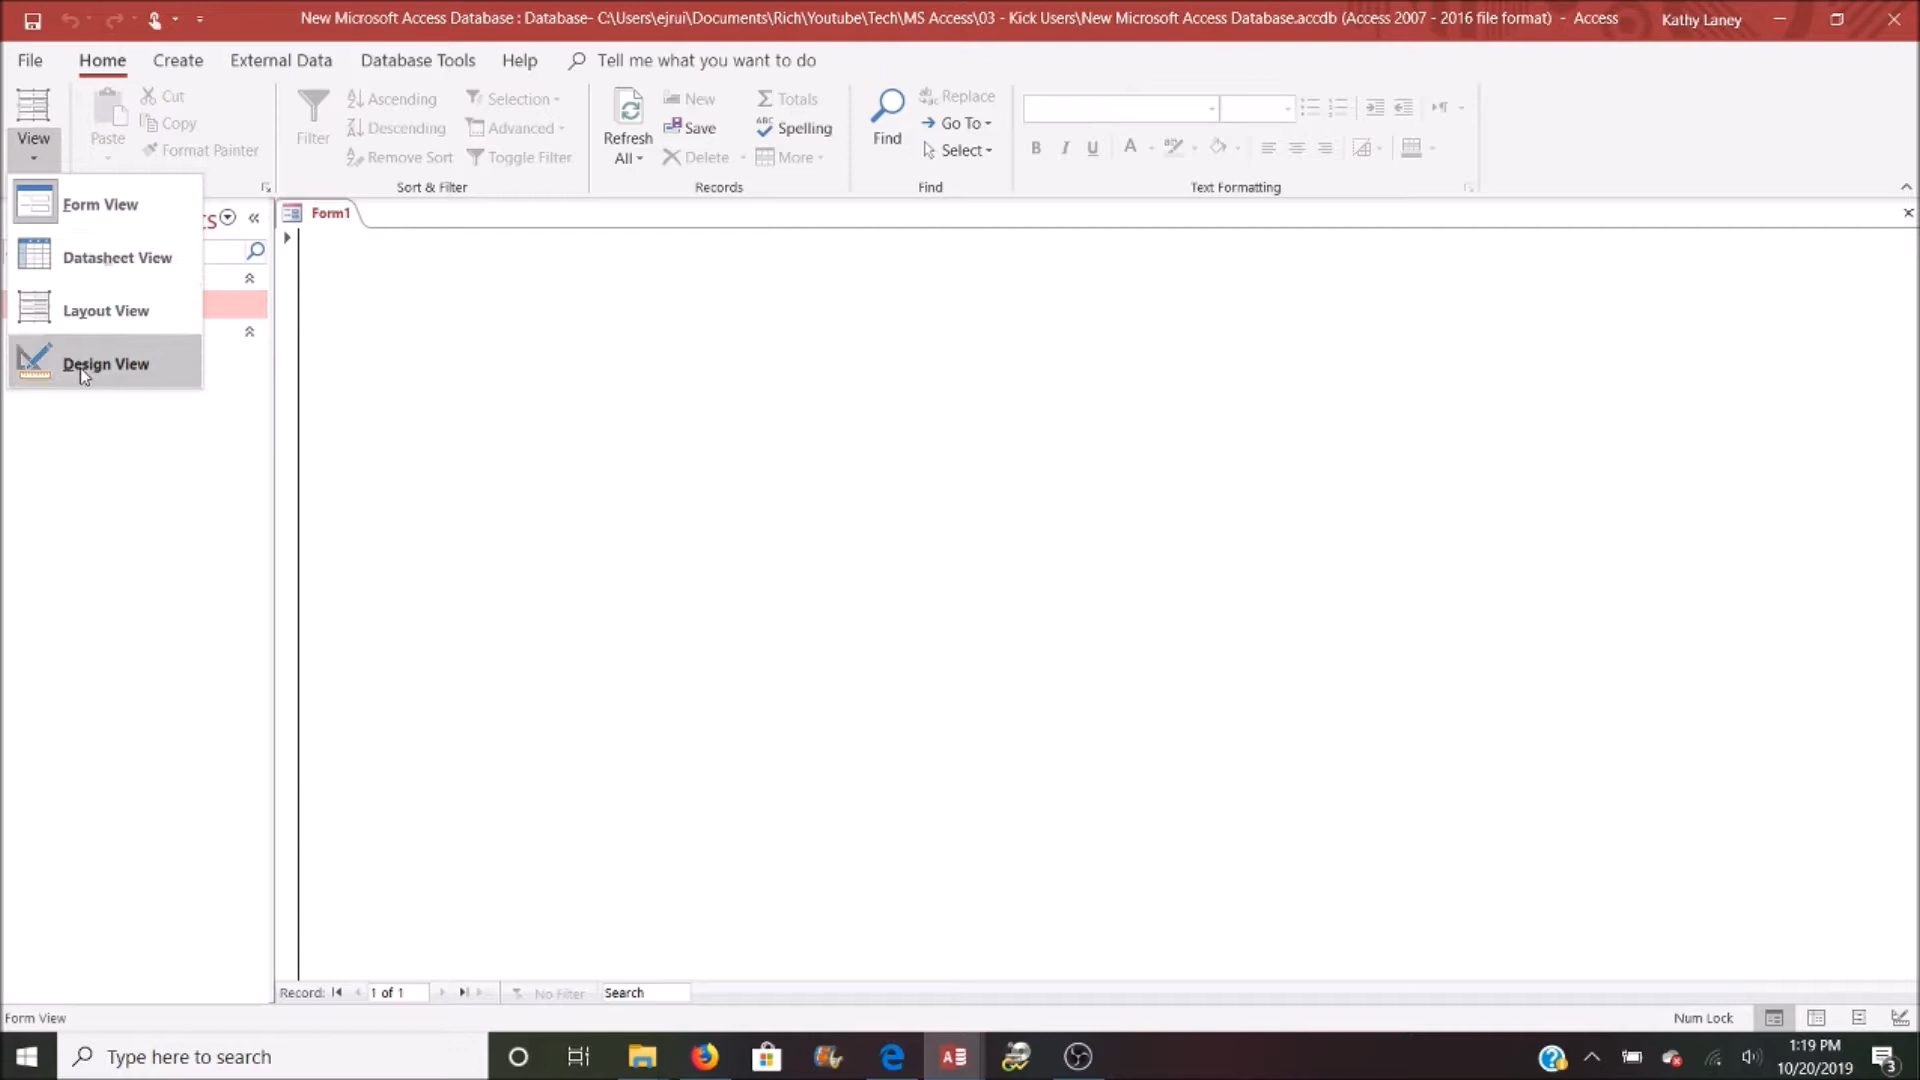 New Microsoft Access Database : Database- C:\Users\ejrui\Documents\Rich\Youtube\Tech\MS Access\03 - Kick Users\New Microsoft Access Database.accdb (Access 2007 - 2016 file format) - Access
Kathy Laney
File Home Create External Data Database Tools Help Tell me what you want to do
View
Paste
Cut
Copy
Format Painter
Filter
Ascending
Descending
Remove Sort
Selection
Advanced
Toggle Filter
Sort & Filter
Refresh
All
New
Save
Delete
Totals
Spelling
More
Records
Find
Replace
Go To
Select
Find
B I U A
Text Formatting
Form View
Datasheet View
Layout View
Design View
Form1
Record: 1 of 1 No Filter Search
Form View
Num Lock
Type here to search
1:19 PM
10/20/2019
3